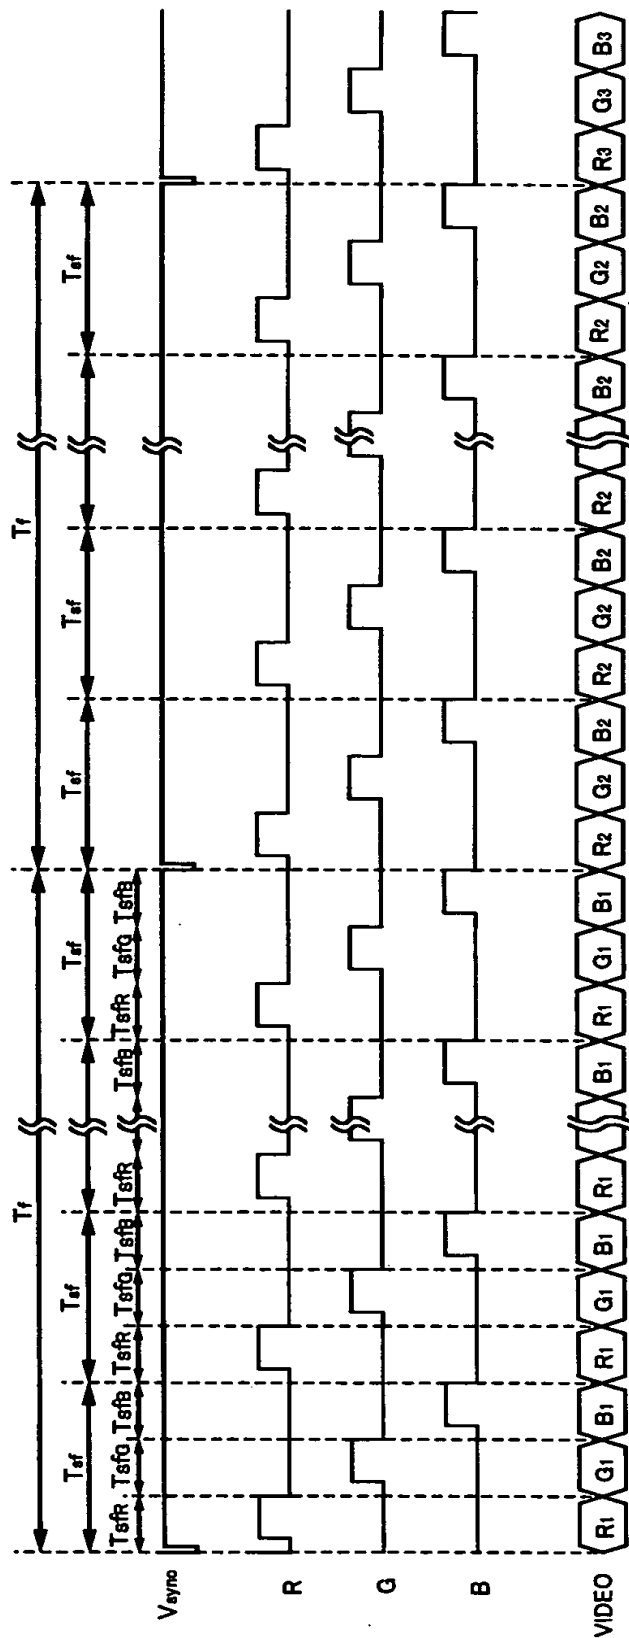 Tf Tf
Tsf Tsf Tsf Tsf Tsf Tsf
TsfR TsfG TsfB TsfR TsfG TsfB TsfR TsfB TsfR TsfG TsfB
Vsync
R
G
B
VIDEO R1 G1 B1 R1 G1 B1 R1 B1 R1 G1 B1 R2 G2 B2 R2 G2 B2 R2 B2 R2 G2 B2 R3 G3 B3